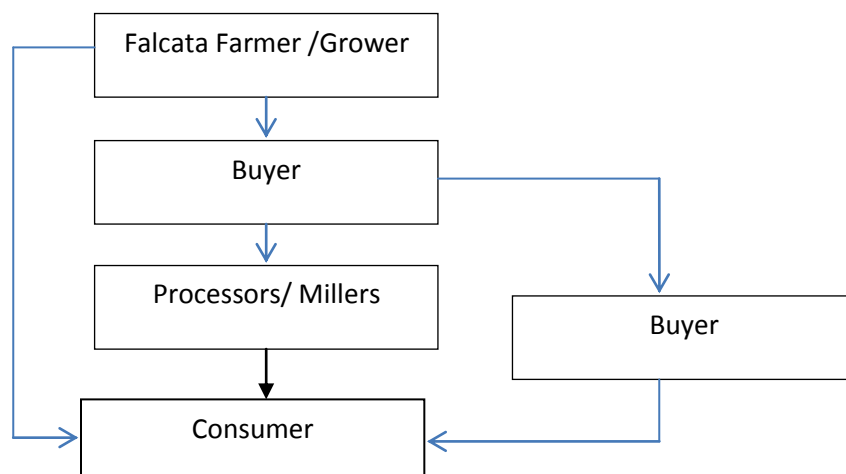 Falcata Farmer /Grower
Buyer
Processors/ Millers
Buyer
Consumer